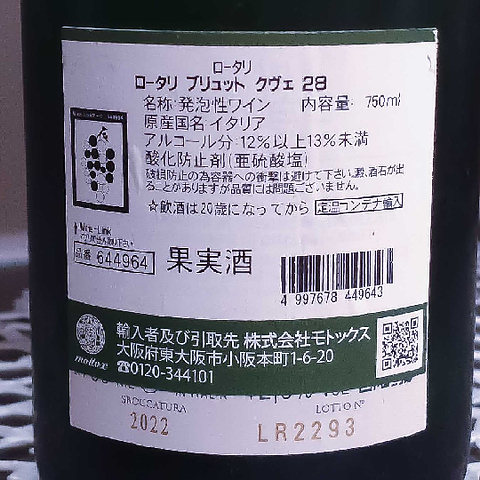 ロータリ
ロータリ ブリュット クヴェ 28
名称:発泡性ワイン 内容量: 750ml
原産国名:イタリア
アルコール分:12%以上13%未満
酸化防止剤(亜硫酸塩)
破損防止の為容器への衝撃は避けて下さい。澱、酒石が出
ることがありますが品質には問題ございません。
☆飲酒は20歳になってから 定温コンテナ輸入
品番 644964
果実酒
4 997678 449643
輸入者及び引取先 株式会社モトックス
大阪府東大阪市小阪本町1-6-20
☎0120-344101
mottox
SBOCCATURA LOTTO N°
2022 LR2293